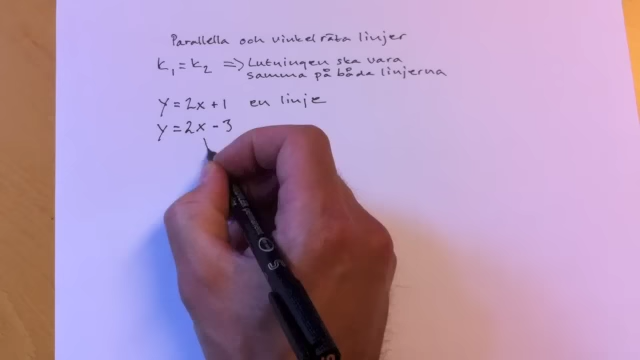 Parallella och vinkelräta linjer
k₁ = k₂ => Lutningen ska vara
samma på båda linjerna
y = 2x + 1 en linje
y = 2x - 3